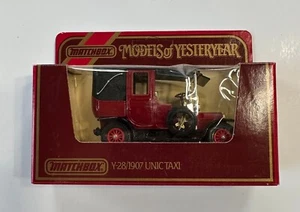 MATCHBOX
MODELS of YESTERYEAR
MATCHBOX
Y-28/1907 UNIC TAXI